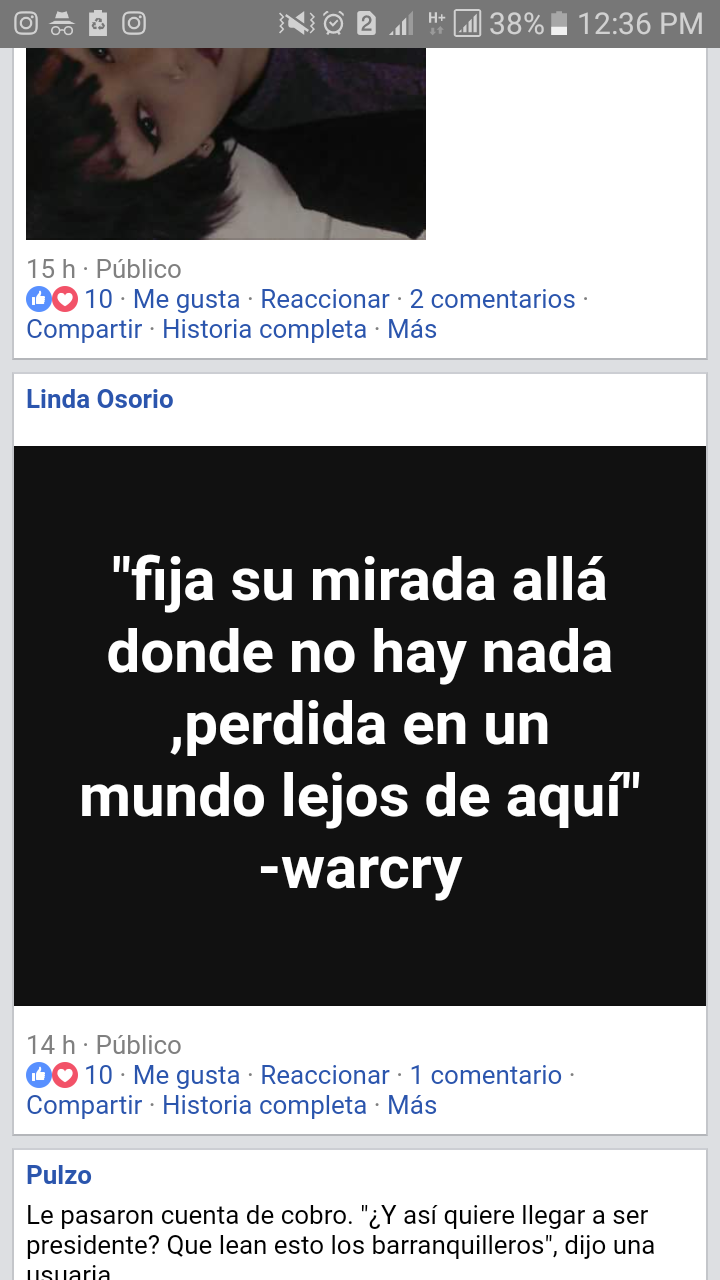 2 H+ 38% 12:36 PM
15 h · Público
10 · Me gusta · Reaccionar · 2 comentarios ·
Compartir · Historia completa · Más
Linda Osorio
"fija su mirada allá
donde no hay nada
,perdida en un
mundo lejos de aquí"
-warcry
14 h · Público
10 · Me gusta · Reaccionar · 1 comentario ·
Compartir · Historia completa · Más
Pulzo
Le pasaron cuenta de cobro. "¿Y así quiere llegar a ser
presidente? Que lean esto los barranquilleros", dijo una
usuaria